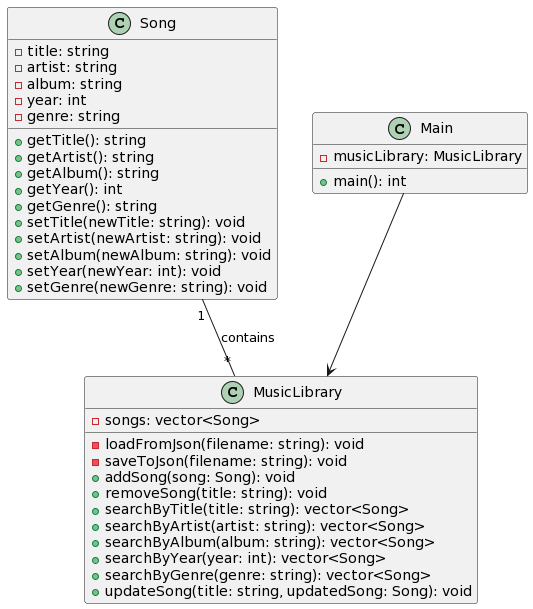 C Song
title: string
artist: string
album: string
year: int
genre: string
getTitle(): string
getArtist(): string
getAlbum(): string
getYear(): int
getGenre(): string
setTitle(newTitle: string): void
setArtist(newArtist: string): void
setAlbum(newAlbum: string): void
setYear(newYear: int): void
setGenre(newGenre: string): void
C Main
musicLibrary: MusicLibrary
main(): int
1
contains
*
C MusicLibrary
songs: vector<Song>
loadFromJson(filename: string): void
saveToJson(filename: string): void
addSong(song: Song): void
removeSong(title: string): void
searchByTitle(title: string): vector<Song>
searchByArtist(artist: string): vector<Song>
searchByAlbum(album: string): vector<Song>
searchByYear(year: int): vector<Song>
searchByGenre(genre: string): vector<Song>
updateSong(title: string, updatedSong: Song): void